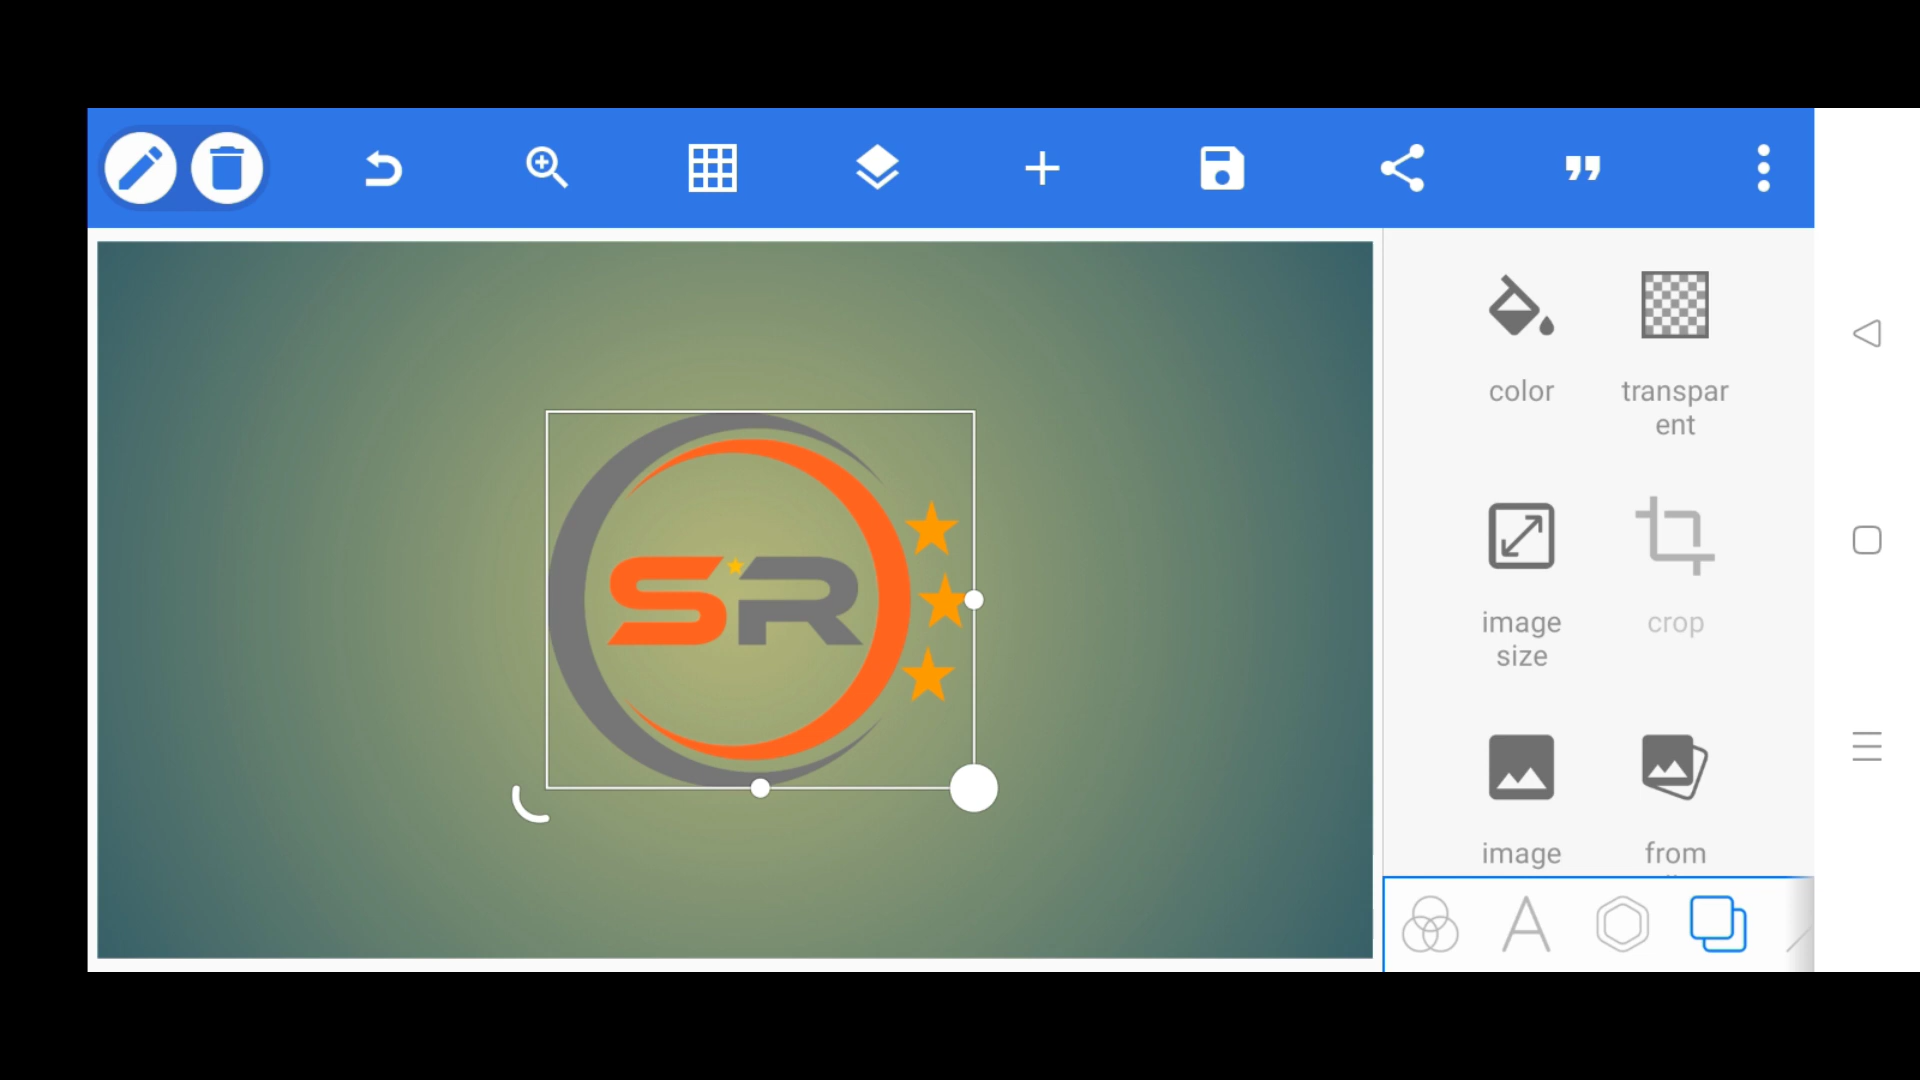 color
transpar
ent
SR
image
size
crop
image
from